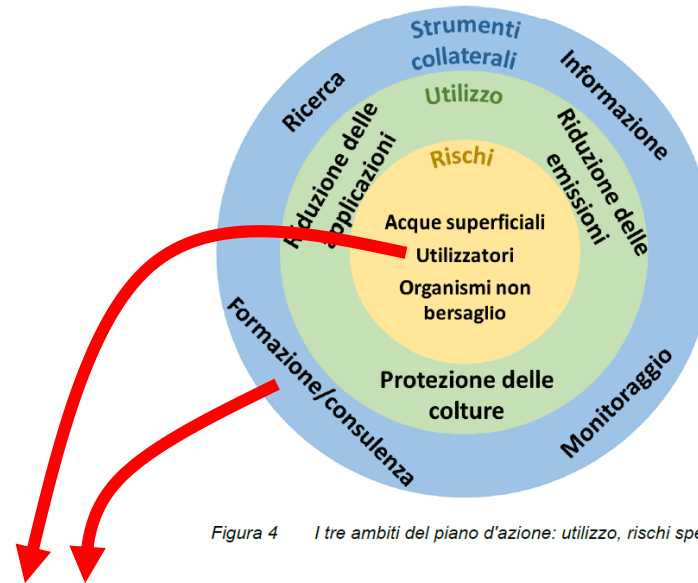 Strumenti
collaterali
Ricerca
Informazione
Utilizzo
Riduzione delle
applicazioni
Riduzione delle
emissioni
Rischi
Acque superficiali
Utilizzatori
Organismi non
bersaglio
Protezione delle
colture
Formazione/consulenza
Monitoraggio
Figura 4 I tre ambiti del piano d'azione: utilizzo, rischi spe